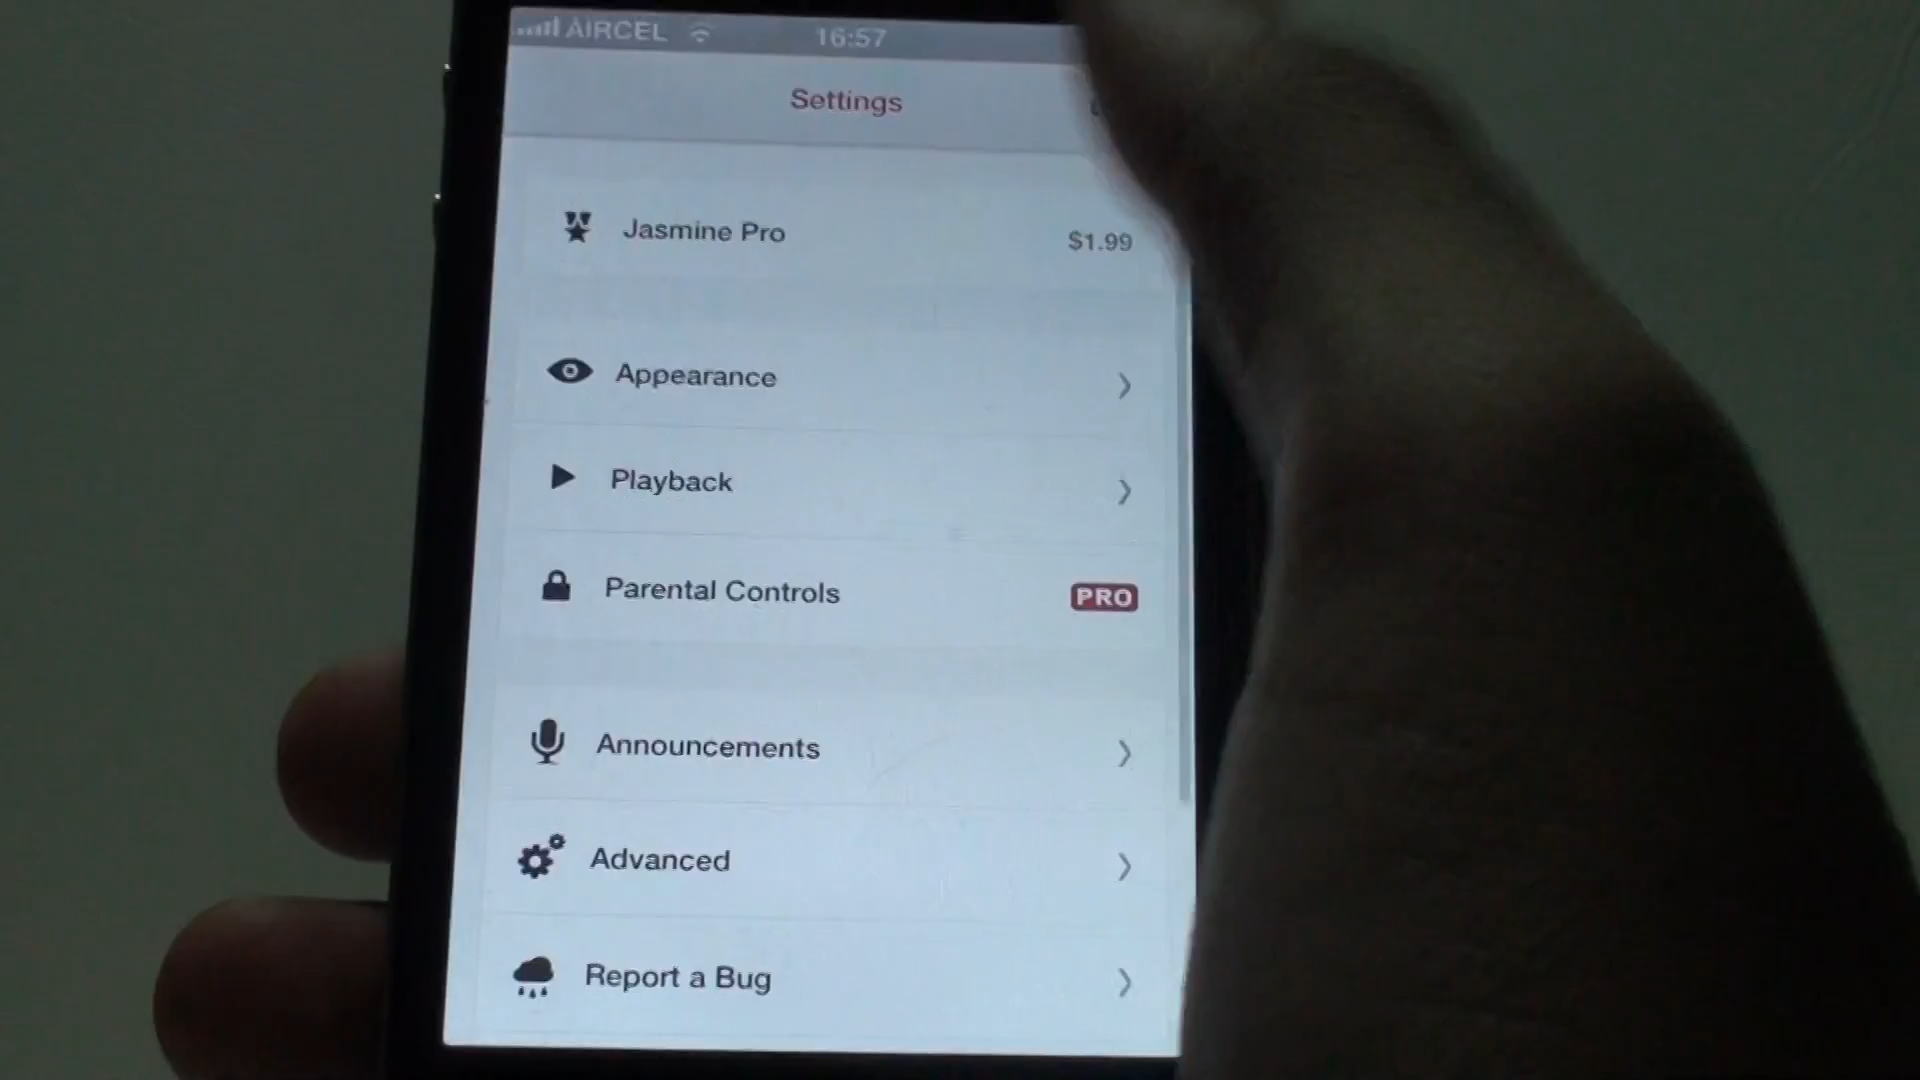 AIRCEL 16:57
Settings
Jasmine Pro $1.99
Appearance
Playback
Parental Controls PRO
Announcements
Advanced
Report a Bug